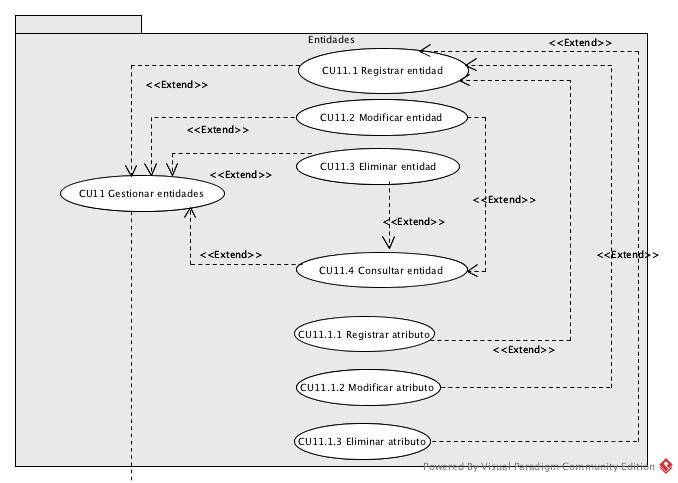 Entidades
<<Extend>>
CU11.1 Registrar entidad
<<Extend>>
CU11.2 Modificar entidad
<<Extend>>
CU11.3 Eliminar entidad
<<Extend>>
CU11 Gestionar entidades
<<Extend>>
<<Extend>>
<<Extend>>
<<Extend>>
CU11.4 Consultar entidad
CU11.1.1 Registrar atributo
<<Extend>>
CU11.1.2 Modificar atributo
CU11.1.3 Eliminar atributo
Powered By Visual Paradigm Community Edition